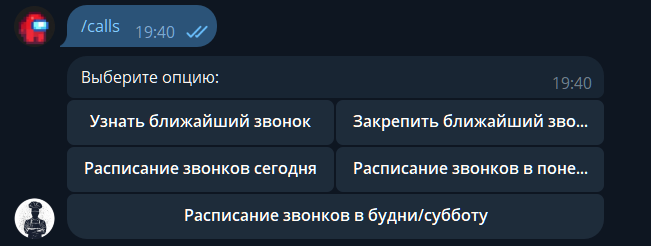 /calls 19:40
Выберите опцию:
19:40
Узнать ближайший звонок
Закрепить ближайший зво...
Расписание звонков сегодня
Расписание звонков в поне...
Расписание звонков в будни/субботу